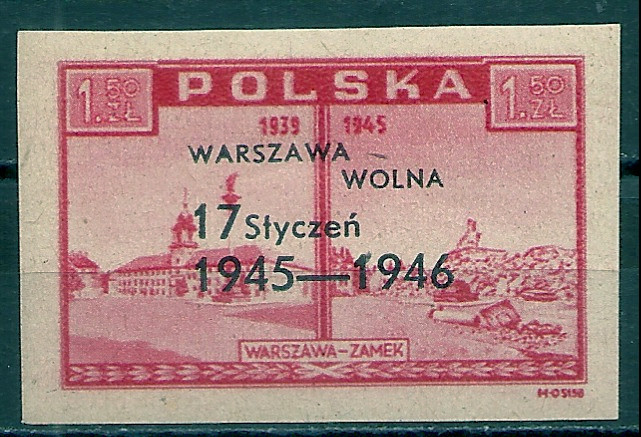 1.50 ZŁ POLSKA 1.50 ZŁ
1939 1945
WARSZAWA
WOLNA
17 Styczeń
1945—1946
WARSZAWA-ZAMEK